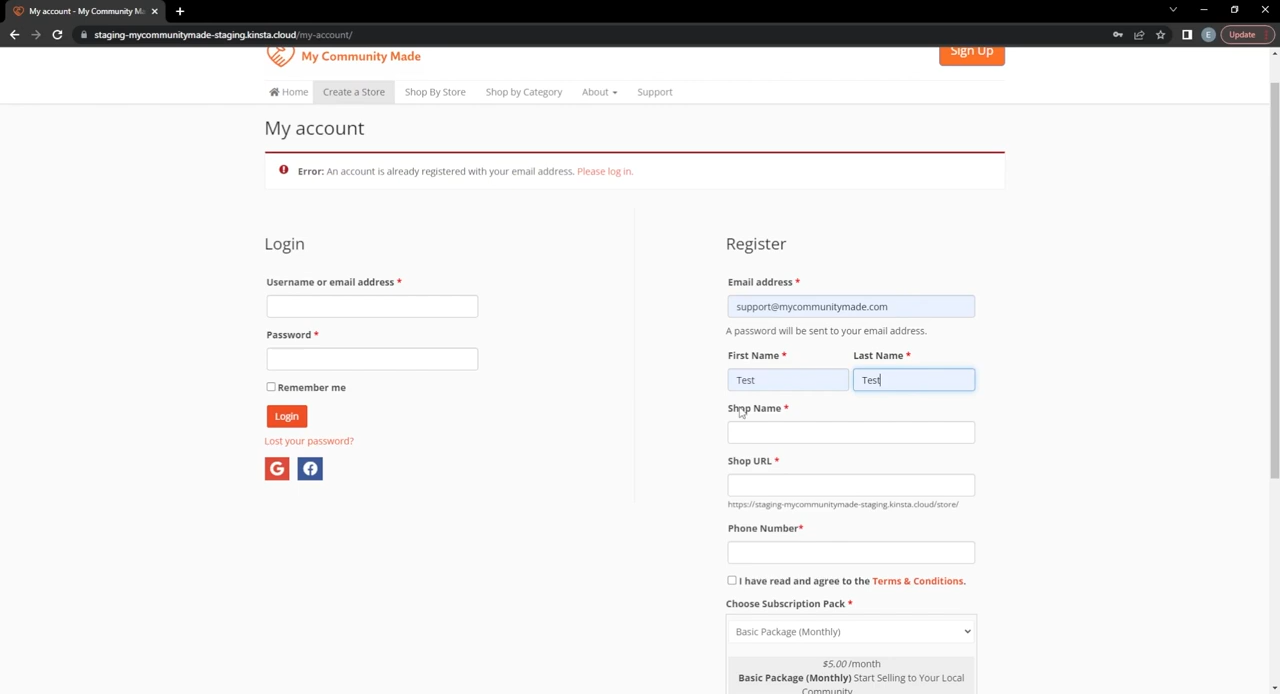 My account - My Community Ma
staging-mycommunitymade-staging.kinsta.cloud/my-account/
E
Update
My Community Made
Sign Up
Home Create a Store Shop By Store Shop by Category About Support
My account
Error: An account is already registered with your email address. Please log in.
Login
Username or email address *
Password *
Remember me
Login
Lost your password?
G f
Register
Email address *
support@mycommunitymade.com
A password will be sent to your email address.
First Name * Last Name *
Test Test
Shop Name *
Shop URL *
https://staging-mycommunitymade-staging.kinsta.cloud/store/
Phone Number*
I have read and agree to the Terms & Conditions.
Choose Subscription Pack *
Basic Package (Monthly)
$5.00 /month
Basic Package (Monthly) Start Selling to Your Local
Community